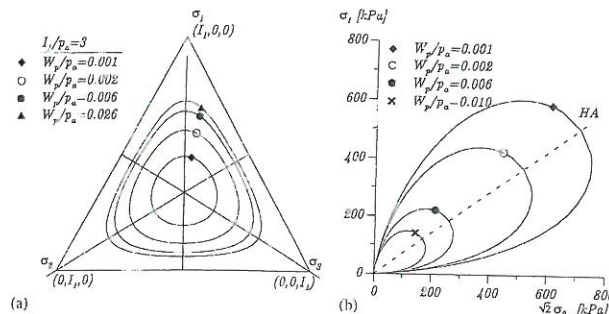 σ₁
(I₁,0,0)
I₁/pₐ=3
Wₚ/pₐ=0.001
Wₚ/pₐ=0.002
Wₚ/pₐ=0.006
Wₚ/pₐ=0.026
σ₂
(0,I₁,0)
σ₃
(0,0,I₁)
(a)
σ₁ [kPa]
800
600
400
200
0
Wₚ/pₐ=0.001
Wₚ/pₐ=0.002
Wₚ/pₐ=0.006
Wₚ/pₐ=0.010
HA
0 200 400 600 800
[kPa]
(b)